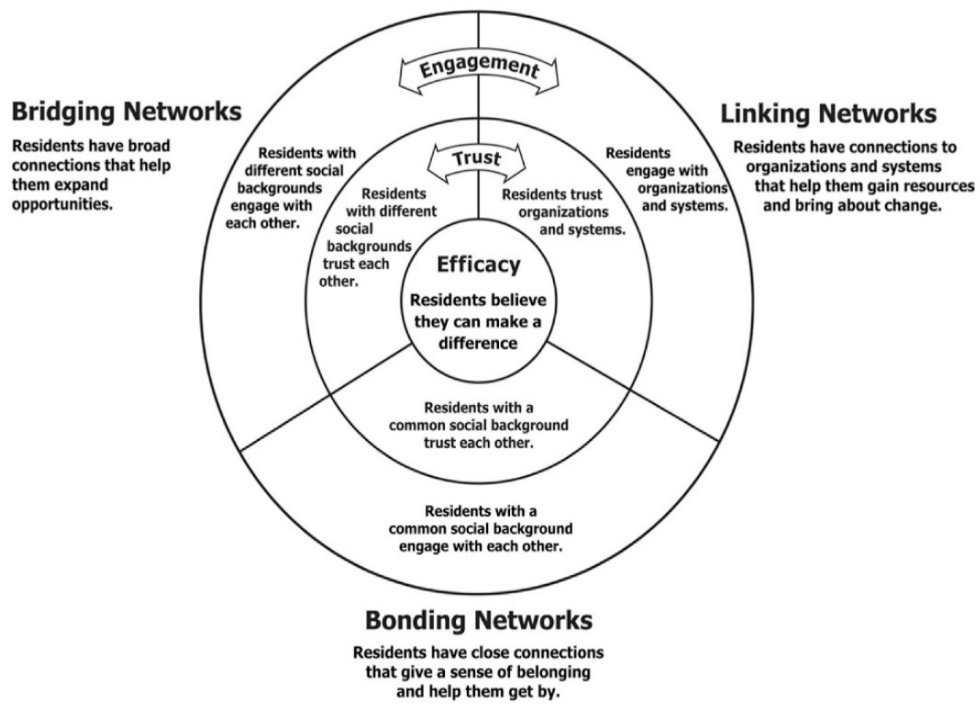 Engagement
Bridging Networks
Residents have broad
connections that help
them expand
opportunities.
Linking Networks
Residents have connections to
organizations and systems
that help them gain resources
and bring about change.
Residents with
different social
backgrounds
engage with
each other.
Trust
Residents
engage with
organizations
and systems.
Residents
with different
social
backgrounds
trust each
other.
Residents trust
organizations
and systems.
Efficacy
Residents believe
they can make a
difference
Residents with a
common social background
trust each other.
Residents with a
common social background
engage with each other.
Bonding Networks
Residents have close connections
that give a sense of belonging
and help them get by.